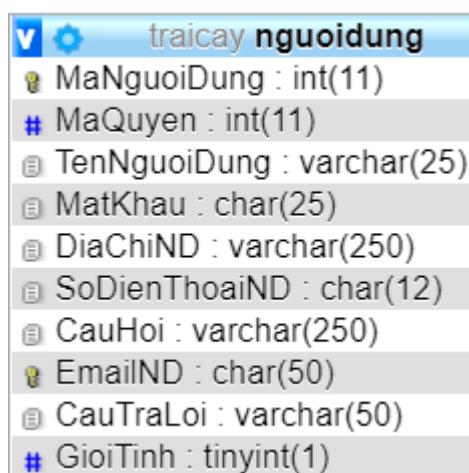 v traicay nguoidung
MaNguoiDung : int(11)
# MaQuyen : int(11)
TenNguoiDung : varchar(25)
MatKhau : char(25)
DiaChiND : varchar(250)
SoDienThoaiND : char(12)
CauHoi : varchar(250)
EmailND : char(50)
CauTraLoi : varchar(50)
# GioiTinh : tinyint(1)